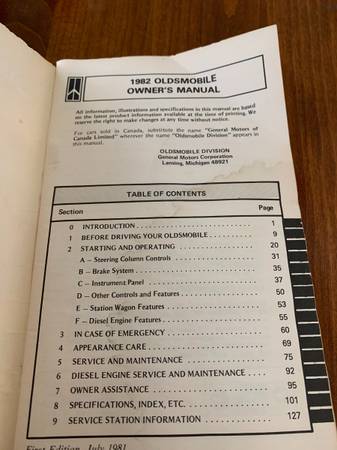 1982 OLDSMOBILE
OWNER'S MANUAL
All information, illustrations and specifications in this manual are based
on the latest product information available at the time of printing. We
reserve the right to make changes at any time without notice.
For cars sold in Canada, substitute the name "General Motors of
Canada Limited" wherever the name "Oldsmobile Division" appears in
this manual.
OLDSMOBILE DIVISION
General Motors Corporation
Lansing, Michigan 48921
TABLE OF CONTENTS
Section Page
0 INTRODUCTION 1
1 BEFORE DRIVING YOUR OLDSMOBILE 9
2 STARTING AND OPERATING 20
A – Steering Column Controls 31
B – Brake System 35
C – Instrument Panel 37
D – Other Controls and Features 50
E – Station Wagon Features 53
F – Diesel Engine Features 55
3 IN CASE OF EMERGENCY 60
4 APPEARANCE CARE 69
5 SERVICE AND MAINTENANCE 75
6 DIESEL ENGINE SERVICE AND MAINTENANCE 92
7 OWNER ASSISTANCE 95
8 SPECIFICATIONS, INDEX, ETC. 101
9 SERVICE STATION INFORMATION 127
First Edition July 1981